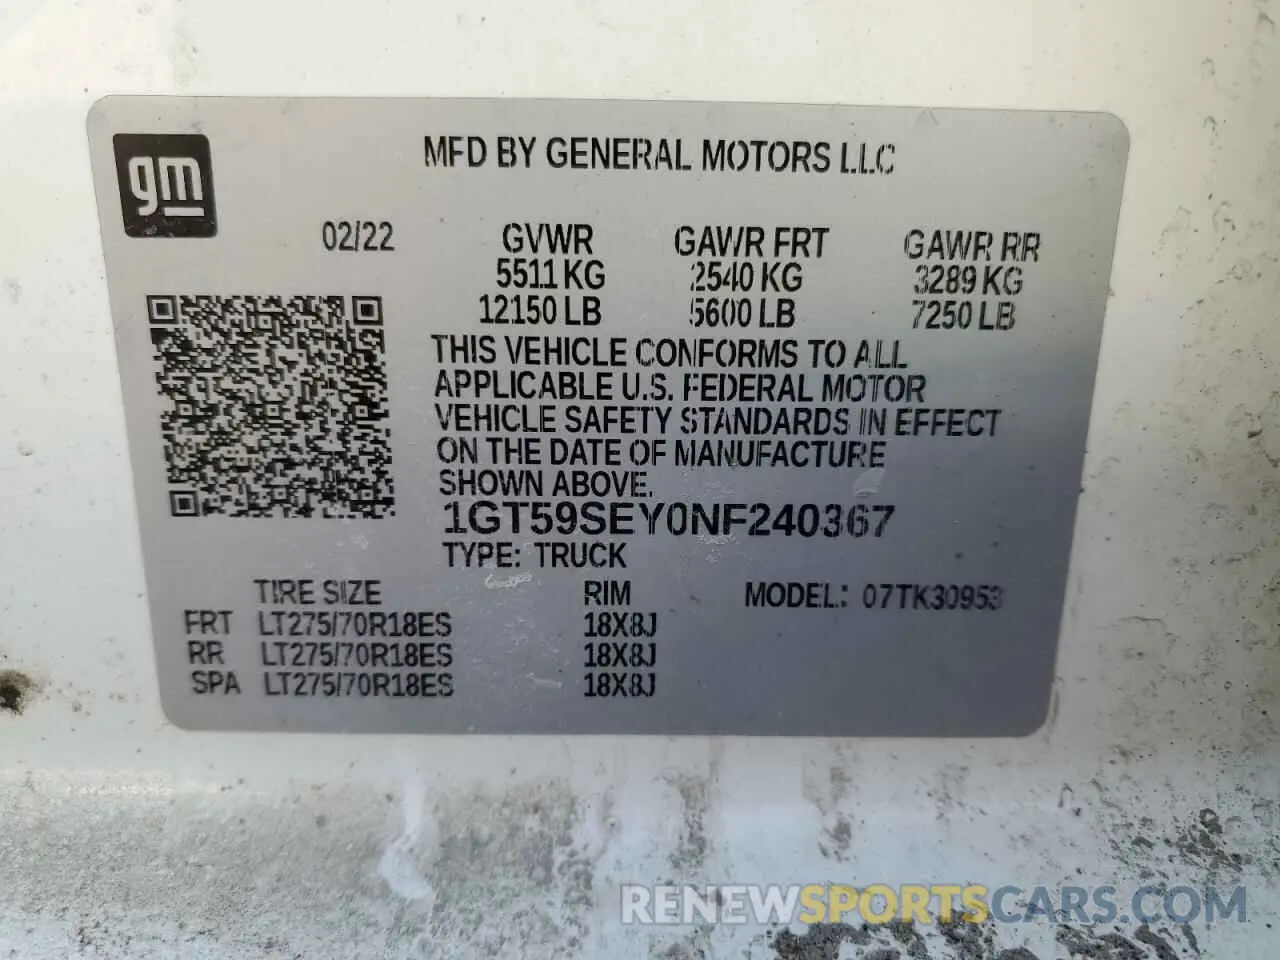 gm
MFD BY GENERAL MOTORS LLC
02/22 GVWR GAWR FRT GAWR RR
5511 KG 2540 KG 3289 KG
12150 LB 5600 LB 7250 LB
THIS VEHICLE CONFORMS TO ALL
APPLICABLE U.S. FEDERAL MOTOR
VEHICLE SAFETY STANDARDS IN EFFECT
ON THE DATE OF MANUFACTURE
SHOWN ABOVE.
1GT59SEY0NF240367
TYPE: TRUCK
TIRE SIZE RIM MODEL: 07TK30953
FRT LT275/70R18ES 18X8J
RR LT275/70R18ES 18X8J
SPA LT275/70R18ES 18X8J
RENEWSPORTSCARS.COM